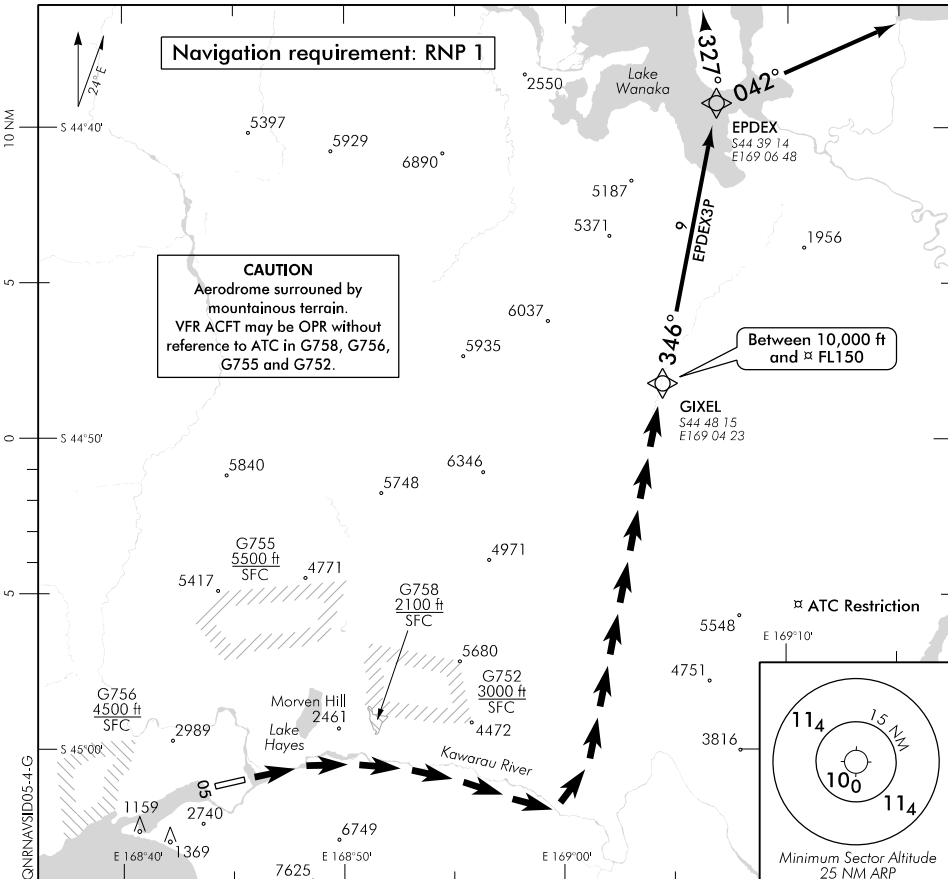 Navigation requirement: RNP 1
24° E
327°
042°
Lake
Wanaka
2550
10 NM
S 44°40'
5397
5929
6890
EPDEX
S44 39 14
E169 06 48
5187
5371
9
EPDEX3P
1956
CAUTION
Aerodrome surrouned by
mountainous terrain.
VFR ACFT may be OPR without
reference to ATC in G758, G756,
G755 and G752.
5
6037
5935
346°
Between 10,000 ft
and ¤ FL150
GIXEL
S44 48 15
E169 04 23
0
S 44°50'
5840
5748
6346
4971
G755
5500 ft
SFC
5417
4771
G758
2100 ft
SFC
5
¤ ATC Restriction
5548
E 169°10'
5680
G752
3000 ft
SFC
4751
4472
G756
4500 ft
SFC
2989
Morven Hill
2461
Lake
Hayes
S 45°00'
Kawarau River
3816
05
1159
2740
1369
6749
7625
E 168°40'
E 168°50'
E 169°00'
114
15 NM
100
114
Minimum Sector Altitude
25 NM ARP
QNRNAVSID05-4-G